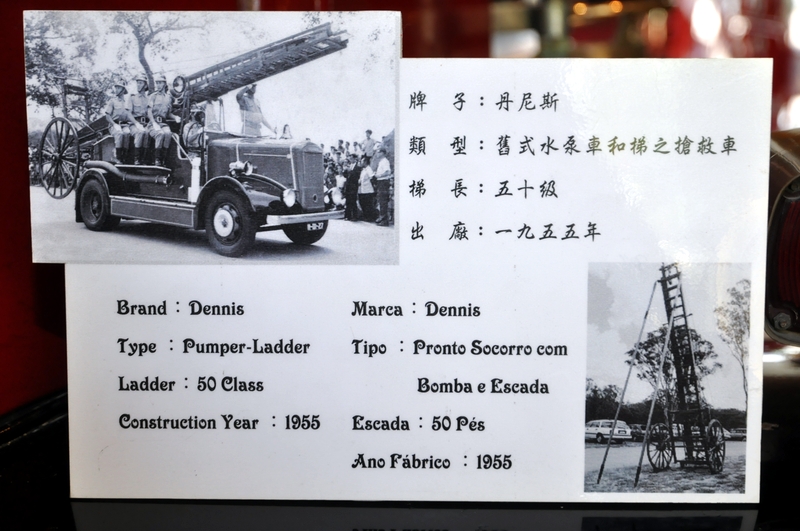 牌 子：丹尼斯
類 型：舊式水泵車和梯之搶救車
梯 長：五十級
出 廠：一九五五年
Brand : Dennis
Type : Pumper-Ladder
Ladder : 50 Class
Construction Year : 1955
Marca : Dennis
Tipo : Pronto Socorro com
Bomba e Escada
Escada : 50 Pés
Ano Fábrico : 1955